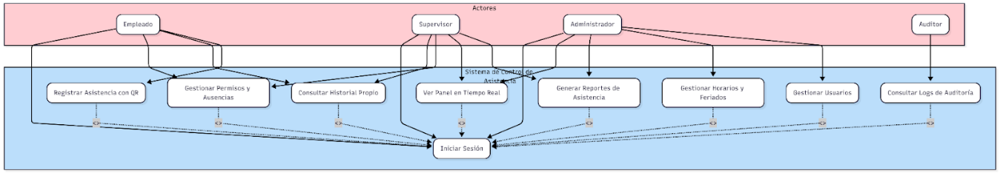 Actores
Empleado
Supervisor
Administrador
Auditor
Sistema de Control de
Asistencia
Registrar Asistencia con QR
Gestionar Permisos y
Ausencias
Consultar Historial Propio
Ver Panel en Tiempo Real
Generar Reportes de
Asistencia
Gestionar Horarios y
Feriados
Gestionar Usuarios
Consultar Logs de Auditoría
<>
<>
<>
<>
<>
<>
<>
<>
Iniciar Sesión